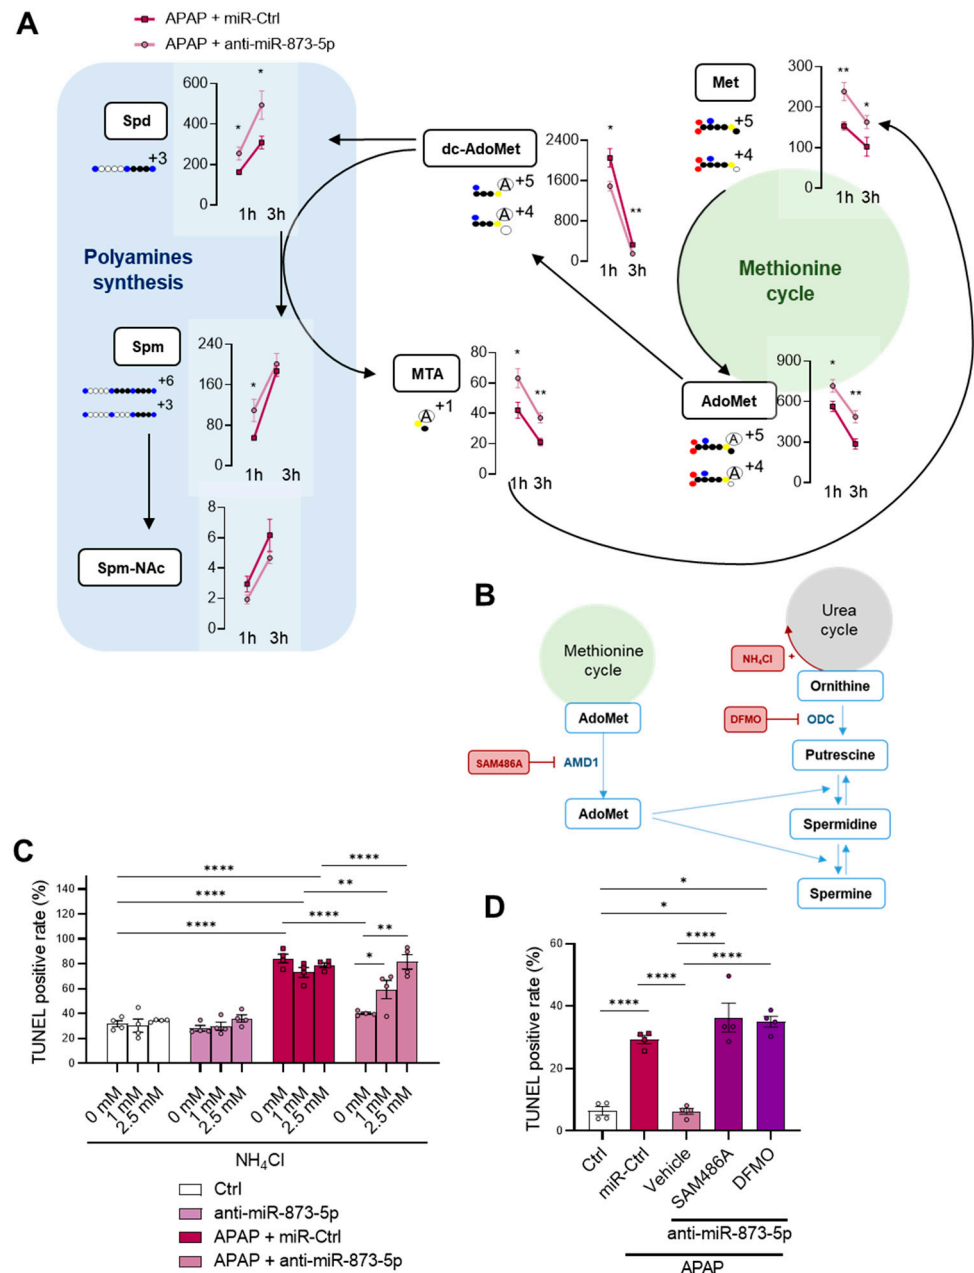 A
APAP + miR-Ctrl
APAP + anti-miR-873-5p
Spd
+3
600
400
200
0
*
*
1h 3h
dc-AdoMet
A +5
A +4
2400
1600
800
0
*
**
1h 3h
Met
+5
+4
300
200
100
0
**
*
1h 3h
Polyamines
synthesis
Methionine
cycle
Spm
+6
+3
240
160
80
0
*
1h 3h
MTA
A +1
80
60
40
20
0
*
**
1h 3h
AdoMet
A +5
A +4
900
600
300
0
*
**
1h 3h
Spm-NAc
8
6
4
2
0
1h 3h
B
Methionine
cycle
Urea
cycle
NH₄Cl +
Ornithine
AdoMet
DFMO
ODC
Putrescine
SAM486A
AMD1
AdoMet
Spermidine
Spermine
C
TUNEL positive rate (%)
140
120
100
80
60
40
20
0
****
****
****
****
**
****
**
*
0 mM
1 mM
2.5 mM
0 mM
1 mM
2.5 mM
0 mM
1 mM
2.5 mM
0 mM
1 mM
2.5 mM
NH₄Cl
Ctrl
anti-miR-873-5p
APAP + miR-Ctrl
APAP + anti-miR-873-5p
D
TUNEL positive rate (%)
60
40
20
0
*
*
****
****
****
****
Ctrl
miR-Ctrl
Vehicle
SAM486A
DFMO
anti-miR-873-5p
APAP